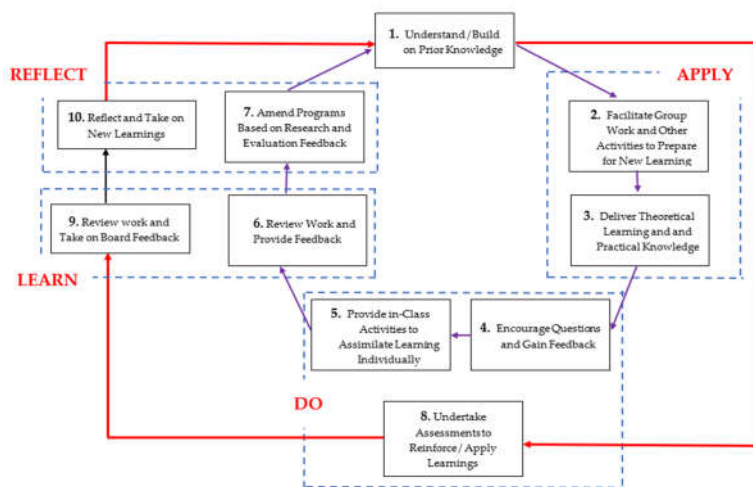 1. Understand / Build
on Prior Knowledge
REFLECT
APPLY
10. Reflect and Take on
New Learnings
7. Amend Programs
Based on Research and
Evaluation Feedback
2. Facilitate Group
Work and Other
Activities to Prepare
for New Learning
9. Review work and
Take on Board Feedback
6. Review Work and
Provide Feedback
3. Deliver Theoretical
Learning and and
Practical Knowledge
LEARN
5. Provide in-Class
Activities to
Assimilate Learning
Individually
4. Encourage Questions
and Gain Feedback
DO
8. Undertake
Assessments to
Reinforce / Apply
Learnings